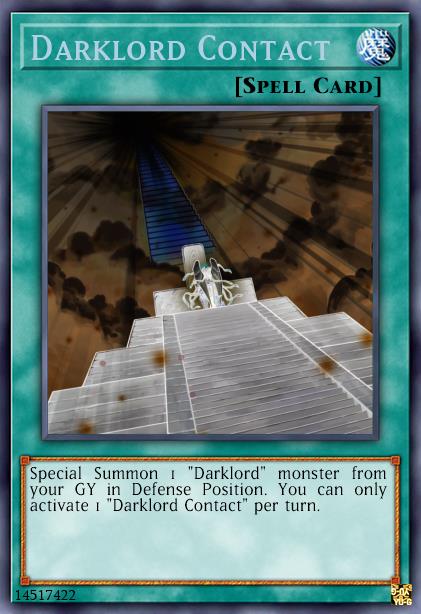 Darklord Contact
魔
[Spell Card]
Special Summon 1 "Darklord" monster from
your GY in Defense Position. You can only
activate 1 "Darklord Contact" per turn.
14517422